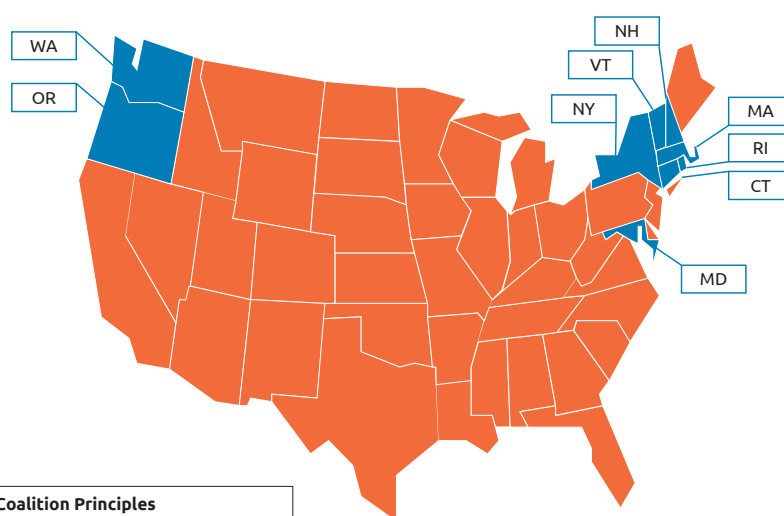 NH
WA
VT
OR
NY
MA
RI
CT
MD
Coalition Principles